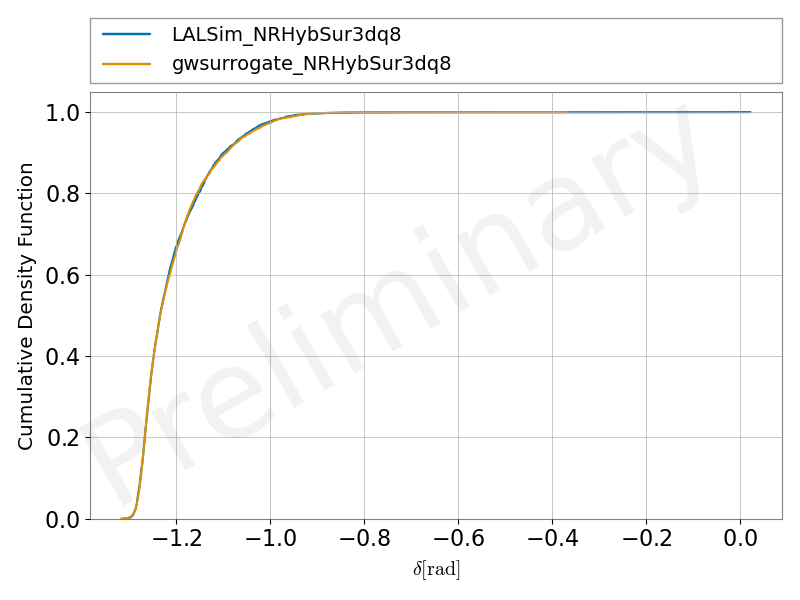 LALSim_NRHybSur3dq8
gwsurrogate_NRHybSur3dq8
Preliminary
Cumulative Density Function
1.0
0.8
0.6
0.4
0.2
0.0
−1.2 −1.0 −0.8 −0.6 −0.4 −0.2 0.0
δ[rad]